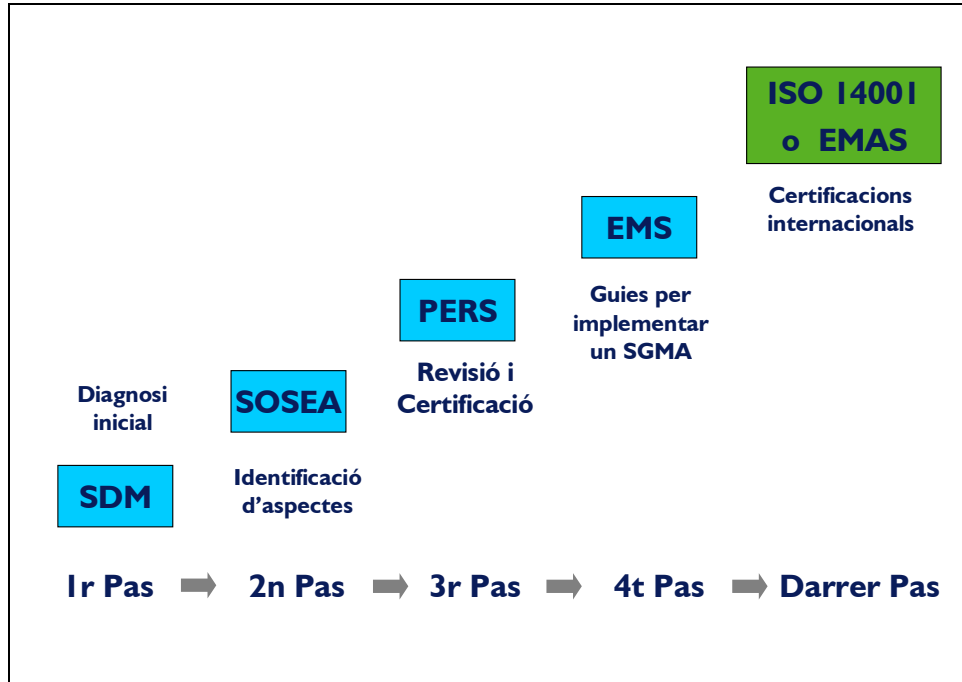 ISO 14001
o EMAS
Certificacions
internacionals
EMS
Guies per
implementar
un SGMA
PERS
Revisió i
Certificació
SOSEA
Identificació
d’aspectes
Diagnosi
inicial
SDM
1r Pas
2n Pas
3r Pas
4t Pas
Darrer Pas